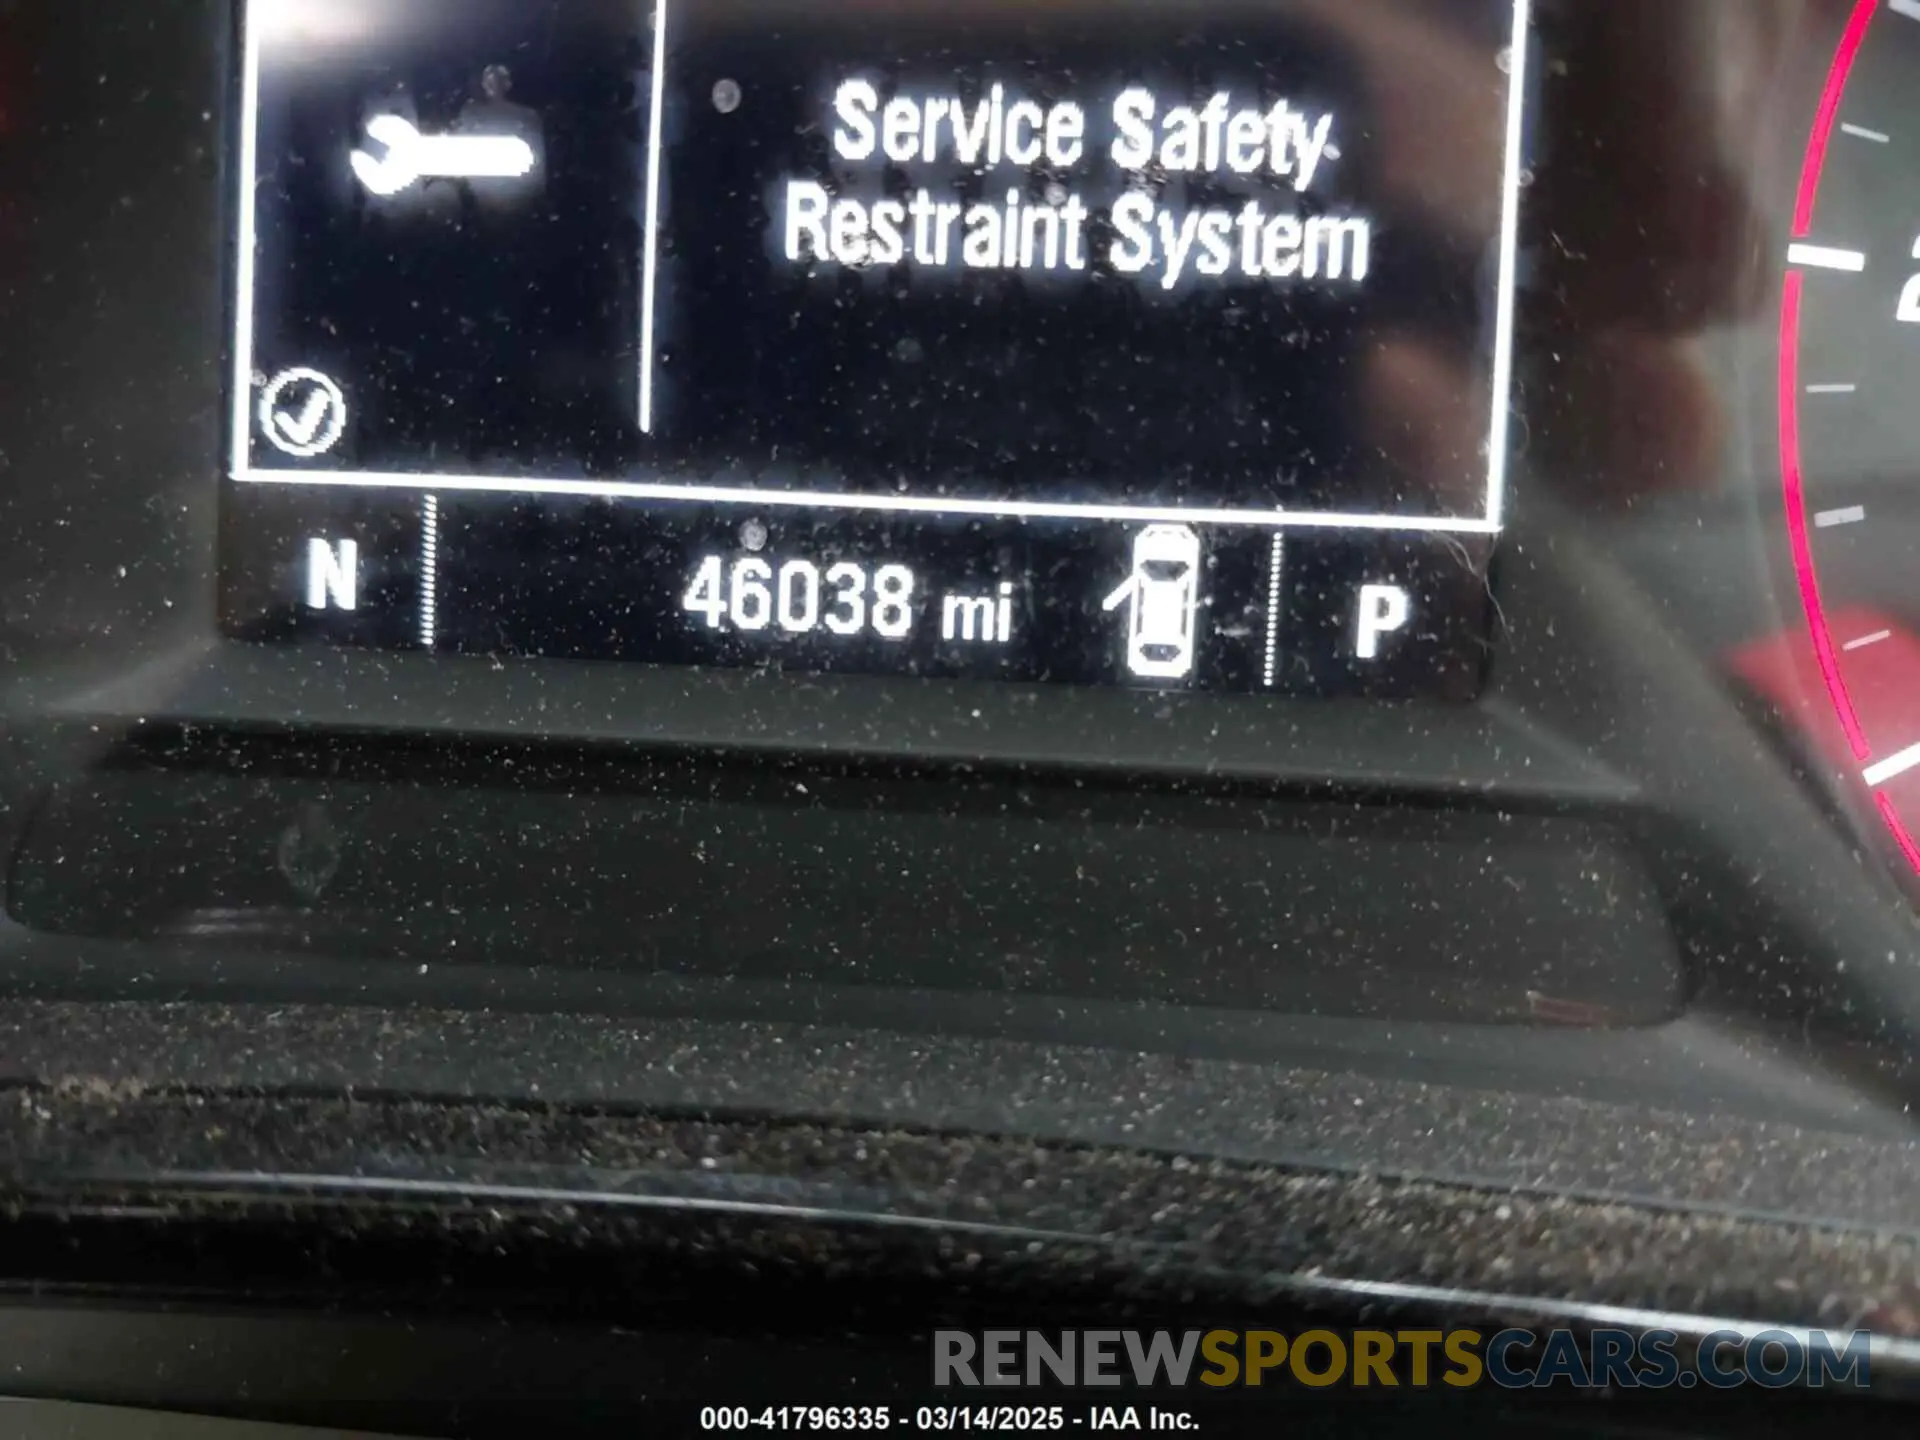 Service Safety
Restraint System
N 46038 mi P
RENEWSPORTSCARS.COM
000-41796335 - 03/14/2025 - IAA Inc.